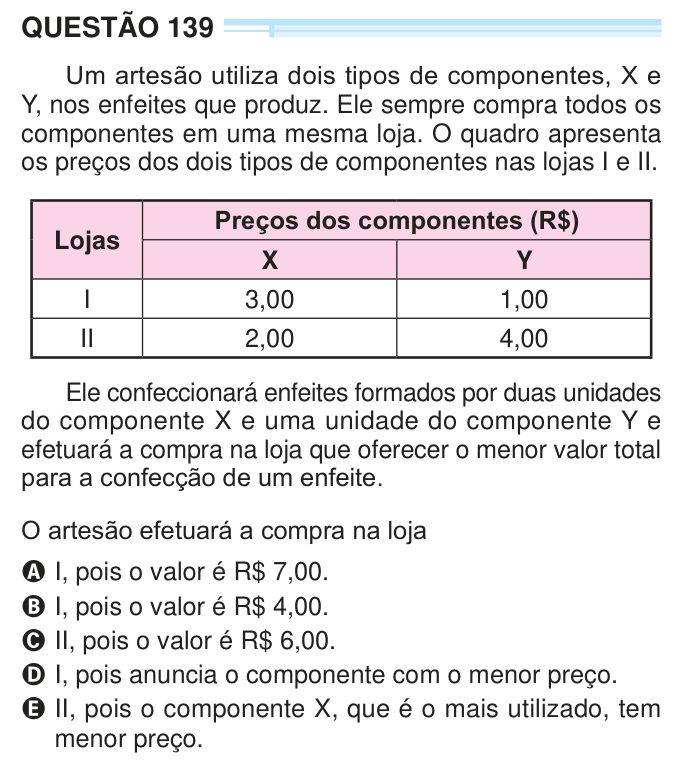 QUESTÃO 139
Um artesão utiliza dois tipos de componentes, X e
Y, nos enfeites que produz. Ele sempre compra todos os
componentes em uma mesma loja. O quadro apresenta
os preços dos dois tipos de componentes nas lojas I e II.
Lojas Preços dos componentes (R$)
X Y
I 3,00 1,00
II 2,00 4,00
Ele confeccionará enfeites formados por duas unidades
do componente X e uma unidade do componente Y e
efetuará a compra na loja que oferecer o menor valor total
para a confecção de um enfeite.
O artesão efetuará a compra na loja
A I, pois o valor é R$ 7,00.
B I, pois o valor é R$ 4,00.
C II, pois o valor é R$ 6,00.
D I, pois anuncia o componente com o menor preço.
E II, pois o componente X, que é o mais utilizado, tem
menor preço.